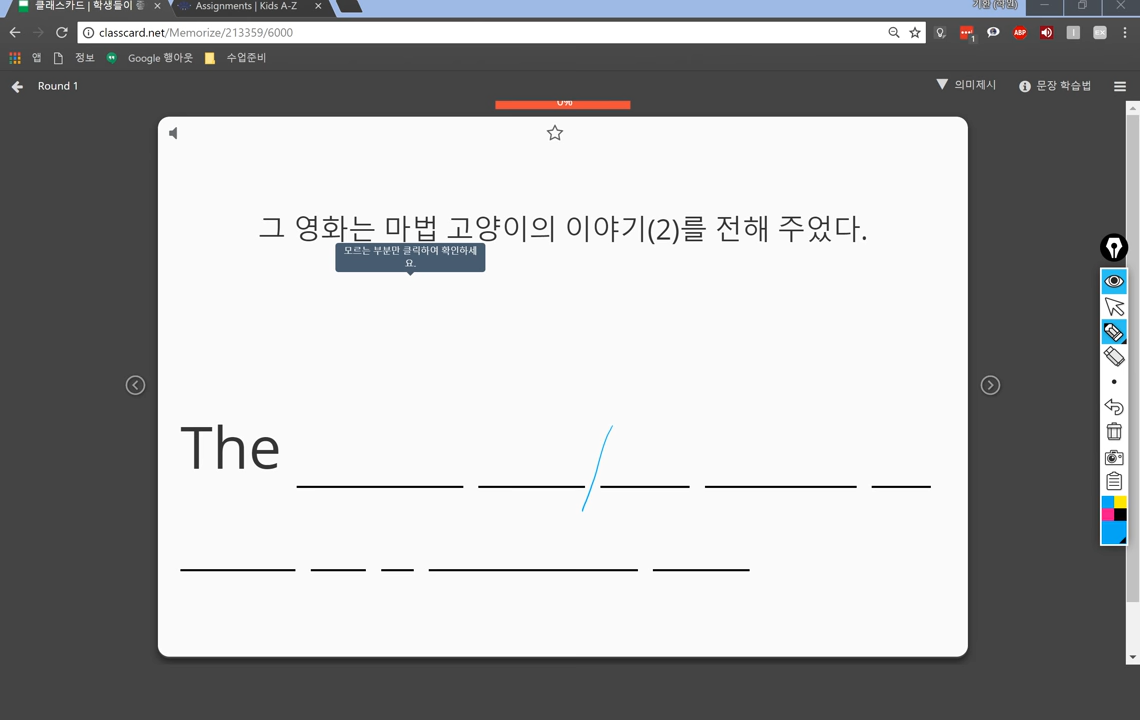 클래스카드 | 학생들이 좋
Assignments | Kids A-Z
classcard.net/Memorize/213359/6000
앱 정보 Google 행아웃 수업준비
1
ABP
Round 1
의미제시
문장 학습법
0%
그 영화는 마법 고양이의 이야기(2)를 전해 주었다.
모르는 부분만 클릭하여 확인하세
요.
The